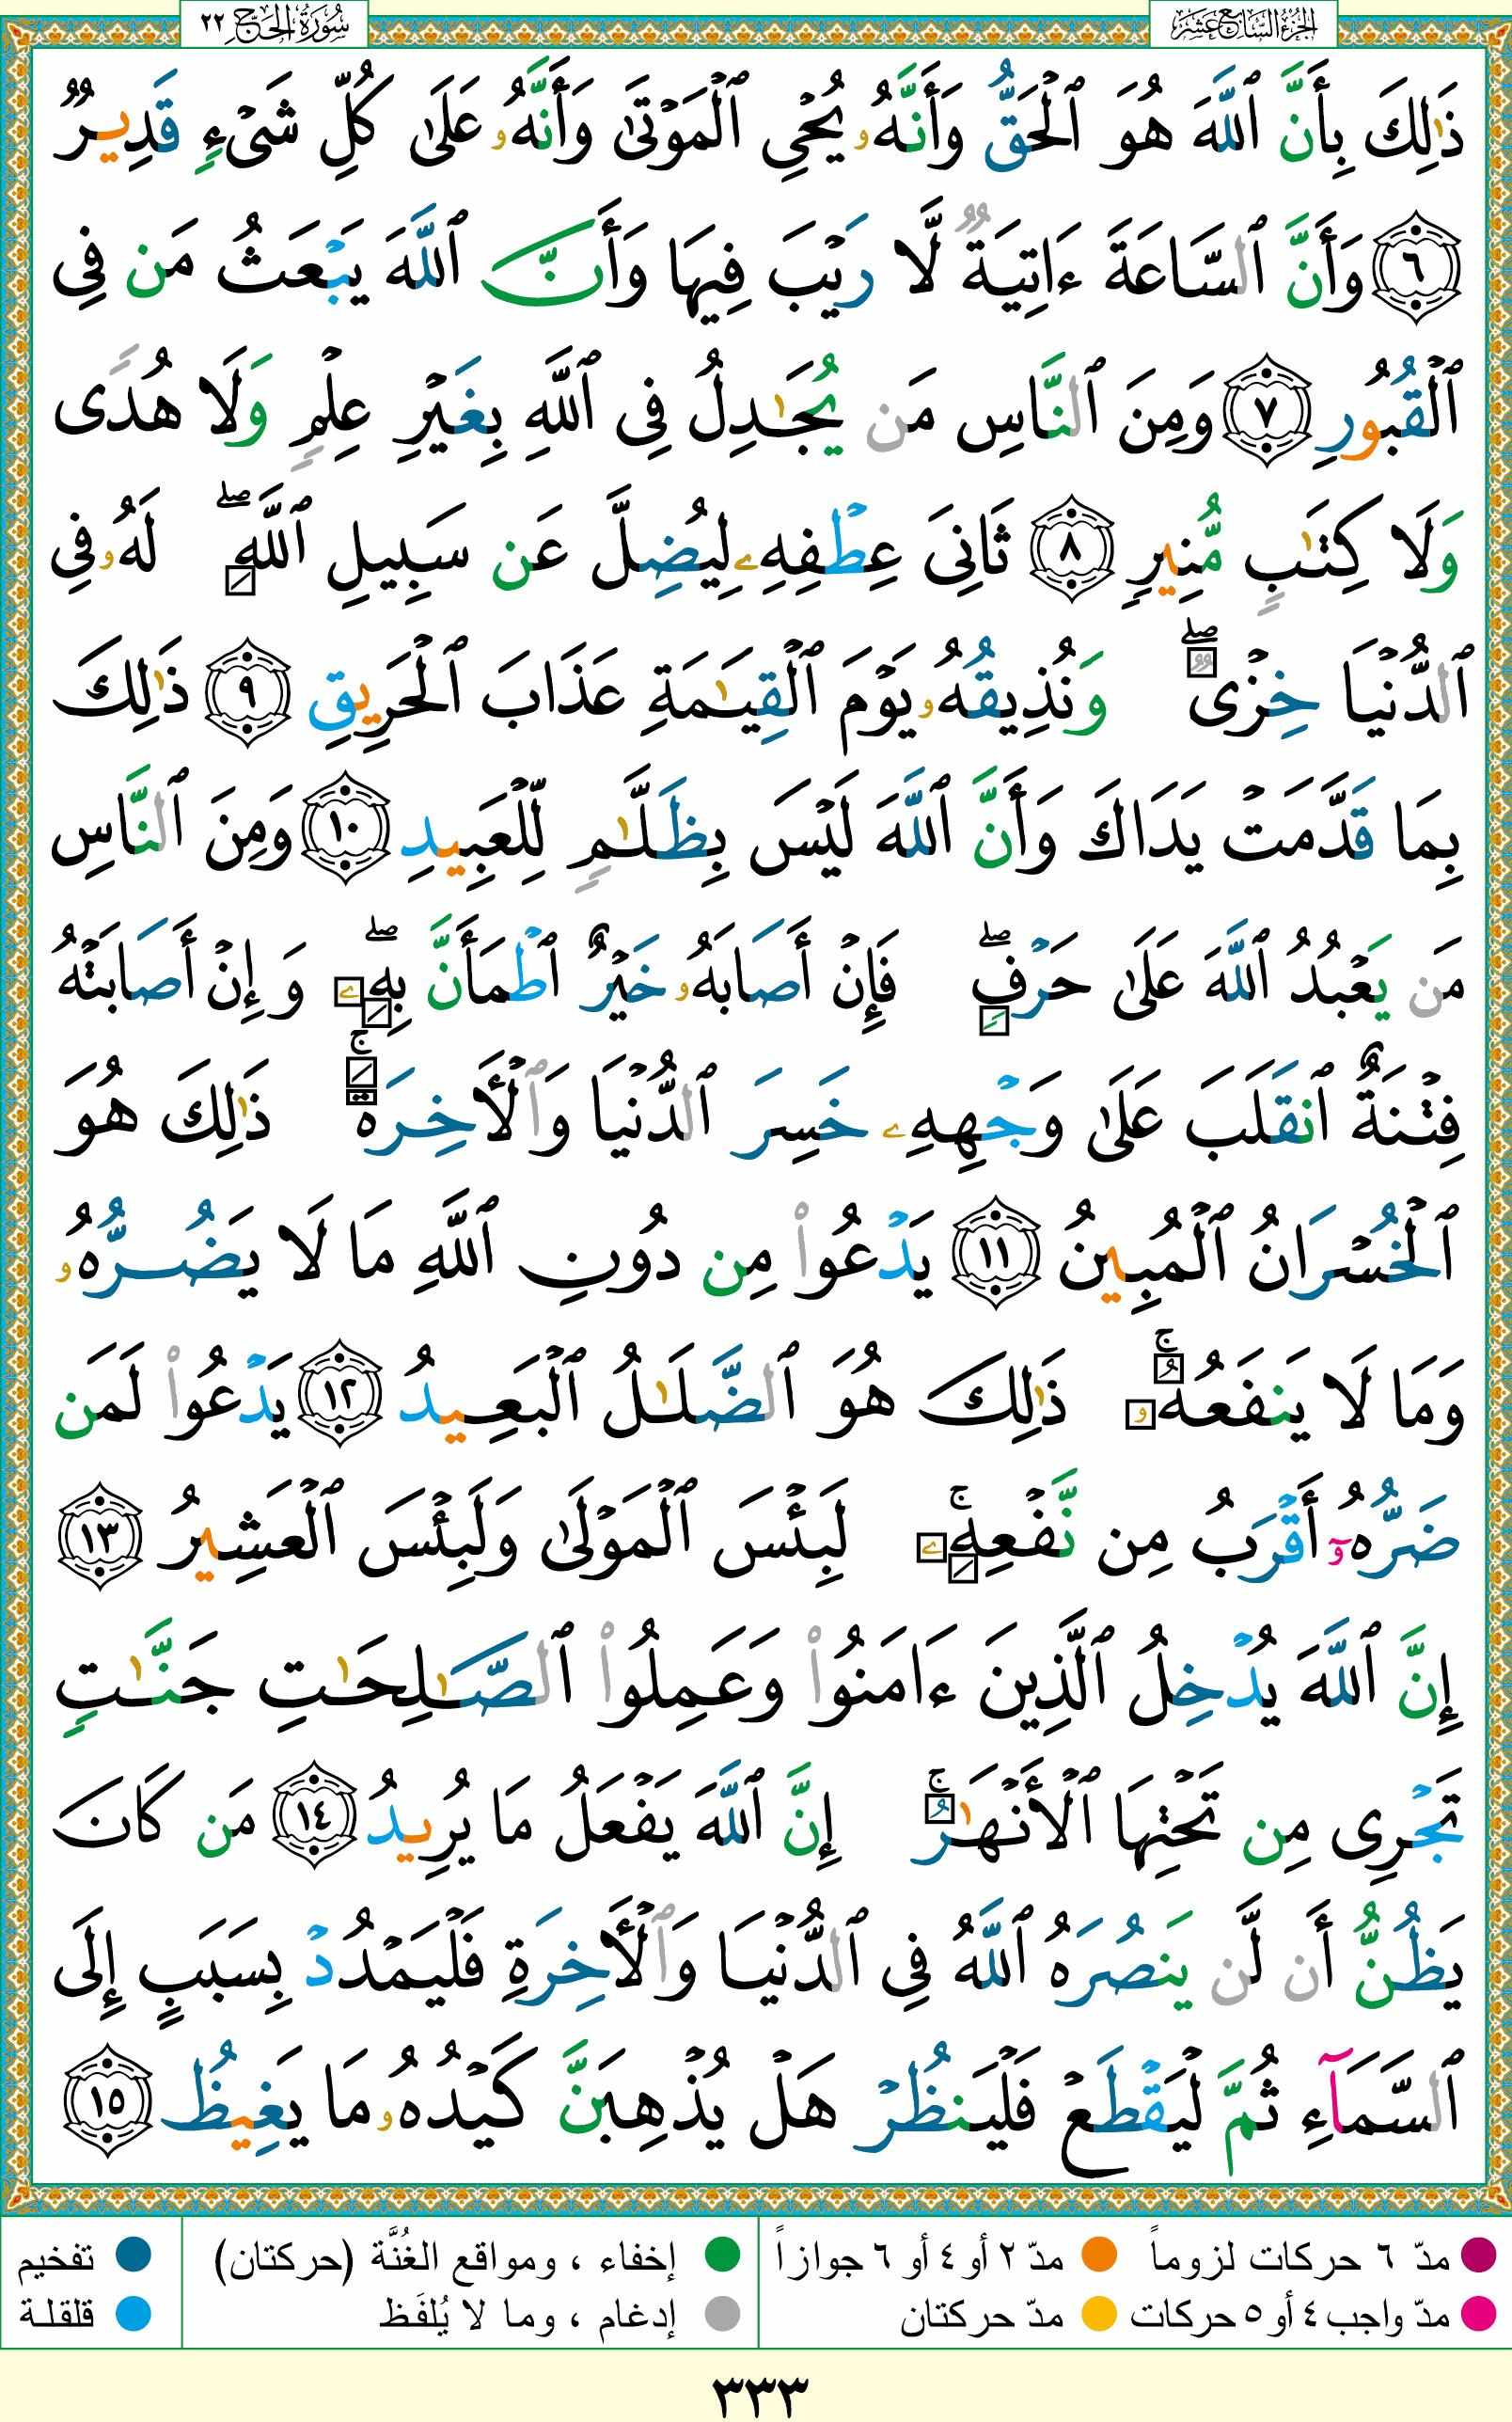 الجزء السابع عشر
سورة الحج ٢٢
ذَٰلِكَ بِأَنَّ ٱللَّهَ هُوَ ٱلْحَقُّ وَأَنَّهُۥ يُحْىِ ٱلْمَوْتَىٰ وَأَنَّهُۥ عَلَىٰ كُلِّ شَىْءٍ قَدِيرٌ
٦ وَأَنَّ ٱلسَّاعَةَ ءَاتِيَةٌ لَّا رَيْبَ فِيهَا وَأَنَّ ٱللَّهَ يَبْعَثُ مَن فِى
ٱلْقُبُورِ ٧ وَمِنَ ٱلنَّاسِ مَن يُجَٰدِلُ فِى ٱللَّهِ بِغَيْرِ عِلْمٍ وَلَا هُدًى
وَلَا كِتَٰبٍ مُّنِيرٍ ٨ ثَانِىَ عِطْفِهِۦ لِيُضِلَّ عَن سَبِيلِ ٱللَّهِ ۖ لَهُۥ فِى
ٱلدُّنْيَا خِزْىٌ ۖ وَنُذِيقُهُۥ يَوْمَ ٱلْقِيَٰمَةِ عَذَابَ ٱلْحَرِيقِ ٩ ذَٰلِكَ
بِمَا قَدَّمَتْ يَدَاكَ وَأَنَّ ٱللَّهَ لَيْسَ بِظَلَّٰمٍ لِّلْعَبِيدِ ١٠ وَمِنَ ٱلنَّاسِ
مَن يَعْبُدُ ٱللَّهَ عَلَىٰ حَرْفٍ ۖ فَإِنْ أَصَابَهُۥ خَيْرٌ ٱطْمَأَنَّ بِهِۦ ۖ وَإِنْ أَصَابَتْهُ
فِتْنَةٌ ٱنقَلَبَ عَلَىٰ وَجْهِهِۦ خَسِرَ ٱلدُّنْيَا وَٱلْأَخِرَةَ ۚ ذَٰلِكَ هُوَ
ٱلْخُسْرَانُ ٱلْمُبِينُ ١١ يَدْعُوا۟ مِن دُونِ ٱللَّهِ مَا لَا يَضُرُّهُۥ
وَمَا لَا يَنفَعُهُۥ ۚ ذَٰلِكَ هُوَ ٱلضَّلَٰلُ ٱلْبَعِيدُ ١٢ يَدْعُوا۟ لَمَن
ضَرُّهُۥٓ أَقْرَبُ مِن نَّفْعِهِۦ ۚ لَبِئْسَ ٱلْمَوْلَىٰ وَلَبِئْسَ ٱلْعَشِيرُ ١٣
إِنَّ ٱللَّهَ يُدْخِلُ ٱلَّذِينَ ءَامَنُوا۟ وَعَمِلُوا۟ ٱلصَّٰلِحَٰتِ جَنَّٰتٍ
تَجْرِى مِن تَحْتِهَا ٱلْأَنْهَٰرُ ۚ إِنَّ ٱللَّهَ يَفْعَلُ مَا يُرِيدُ ١٤ مَن كَانَ
يَظُنُّ أَن لَّن يَنصُرَهُ ٱللَّهُ فِى ٱلدُّنْيَا وَٱلْأَخِرَةِ فَلْيَمْدُدْ بِسَبَبٍ إِلَى
ٱلسَّمَآءِ ثُمَّ لْيَقْطَعْ فَلْيَنظُرْ هَلْ يُذْهِبَنَّ كَيْدُهُۥ مَا يَغِيظُ ١٥
مدّ ٦ حركات لزوماً مدّ ٢ أو ٤ أو ٦ جوازاً إخفاء ، ومواقع الغُنَّة (حركتان) تفخيم
مدّ واجب ٤ أو ٥ حركات مدّ حركتان إدغام ، وما لا يُلفَظ قلقلة
٣٣٣